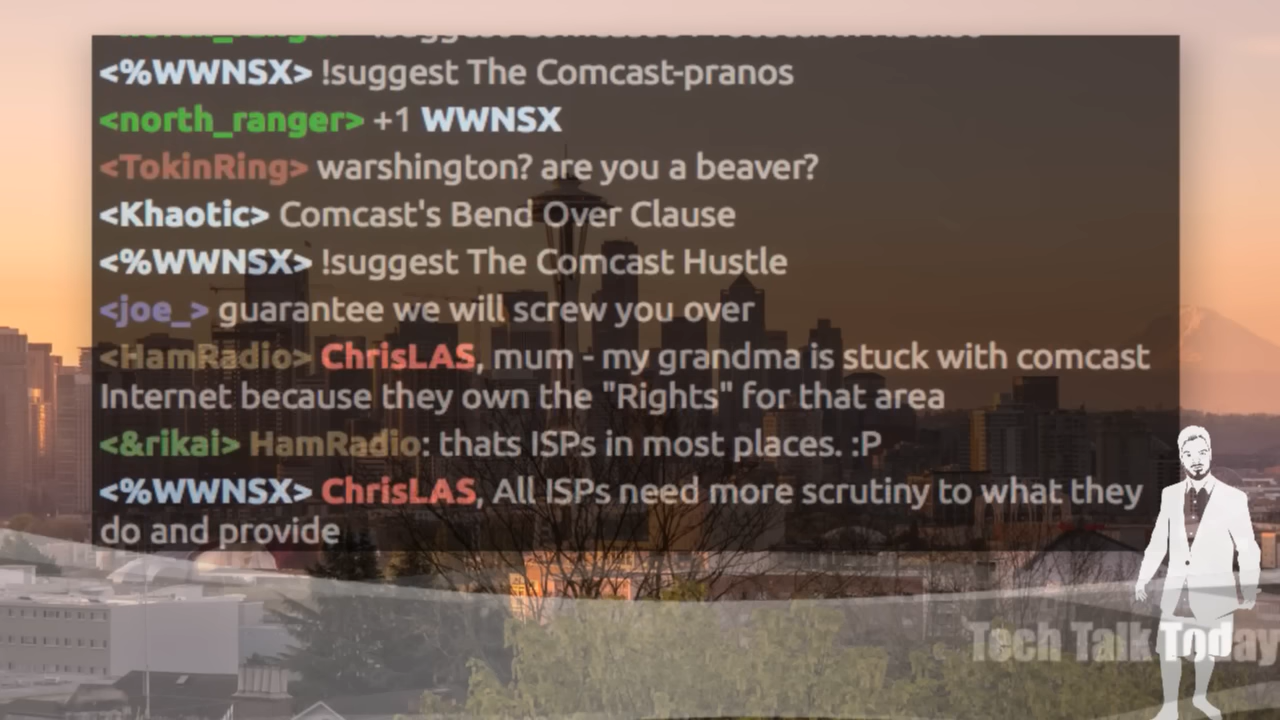 <%WWNSX> !suggest The Comcast-pranos
<north_ranger> +1 WWNSX
<TokinRing> warshington? are you a beaver?
<Khaotic> Comcast's Bend Over Clause
<%WWNSX> !suggest The Comcast Hustle
<joe_> guarantee we will screw you over
<HamRadio> ChrisLAS, mum - my grandma is stuck with comcast
Internet because they own the "Rights" for that area
<&rikai> HamRadio: thats ISPs in most places. :P
<%WWNSX> ChrisLAS, All ISPs need more scrutiny to what they
do and provide
Tech Talk Today